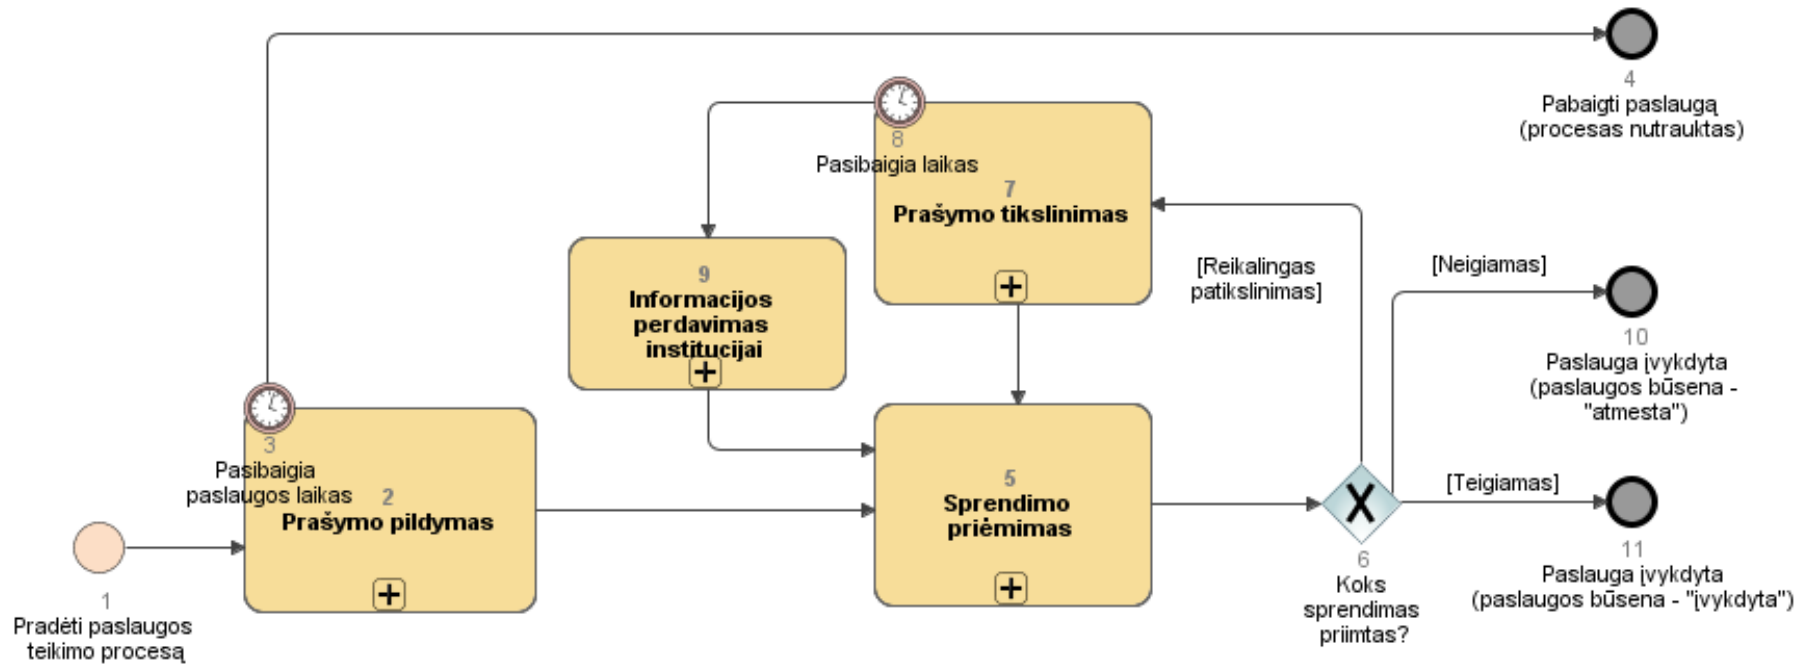 4
Pabaigti paslaugą
(procesas nutrauktas)
8
Pasibaigia laikas
7
Prašymo tikslinimas
[Reikalingas
patikslinimas]
[Neigiamas]
9
Informacijos
perdavimas
institucijai
10
Paslauga įvykdyta
(paslaugos būsena -
"atmesta")
3
Pasibaigia
paslaugos laikas
2
Prašymo pildymas
5
Sprendimo
priėmimas
[Teigiamas]
X
6
Koks
sprendimas
priimtas?
11
Paslauga įvykdyta
(paslaugos būsena - "įvykdyta")
1
Pradėti paslaugos
teikimo procesą